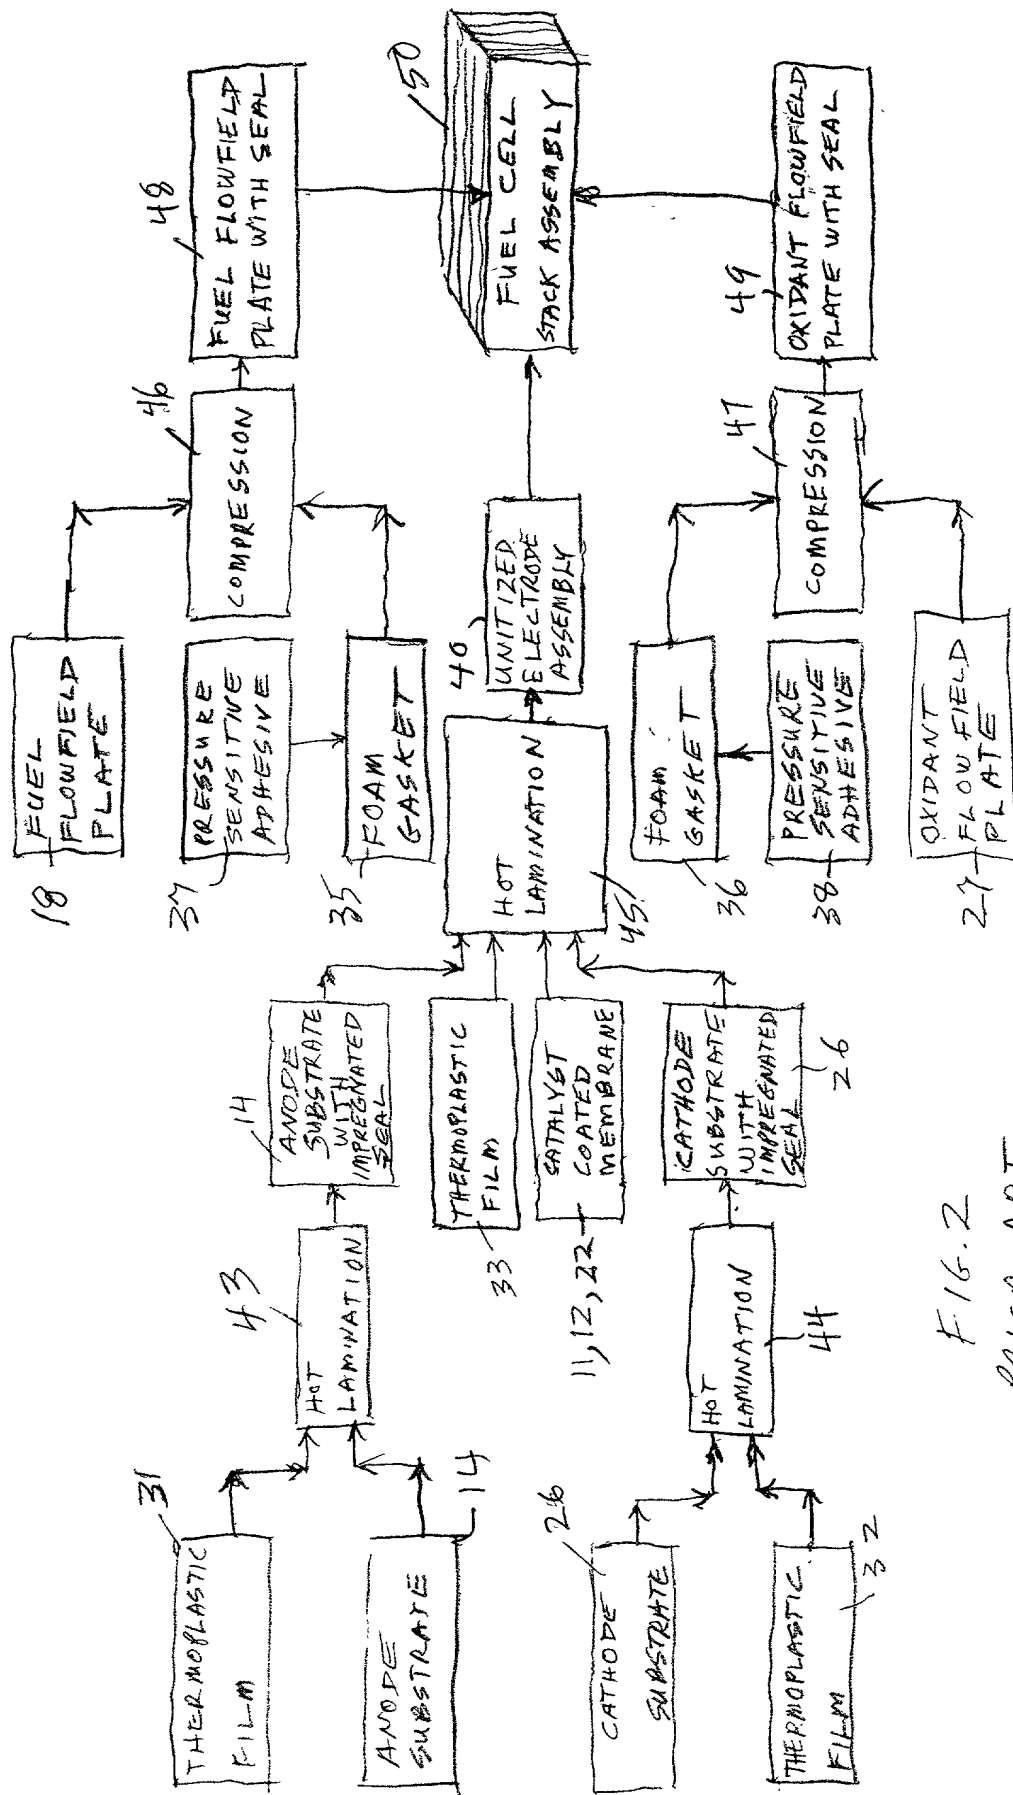 THERMOPLASTIC
FILM
31
ANODE
SUBSTRATE
14
CATHODE
SUBSTRATE
26
THERMOPLASTIC
FILM
32
43
HOT
LAMINATION
HOT
LAMINATION
44
14
ANODE
SUBSTRATE
WITH
IMPREGNATED
SEAL
THERMOPLASTIC
FILM
33
CATALYST
COATED
MEMBRANE
11, 12, 22
CATHODE
SUBSTRATE
WITH
IMPREGNATED
SEAL
26
HOT
LAMINATION
45
18
FUEL
FLOWFIELD
PLATE
37
PRESSURE
SENSITIVE
ADHESIVE
35
FOAM
GASKET
40
UNITIZED
ELECTRODE
ASSEMBLY
FOAM
GASKET
36
PRESSURE
SENSITIVE
ADHESIVE
38
OXIDANT
FLOWFIELD
PLATE
27
46
COMPRESSION
47
COMPRESSION
48
FUEL FLOWFIELD
PLATE WITH SEAL
150
FUEL CELL
STACK ASSEMBLY
49
OXIDANT FLOWFIELD
PLATE WITH SEAL
FIG. 2
PRIOR ART